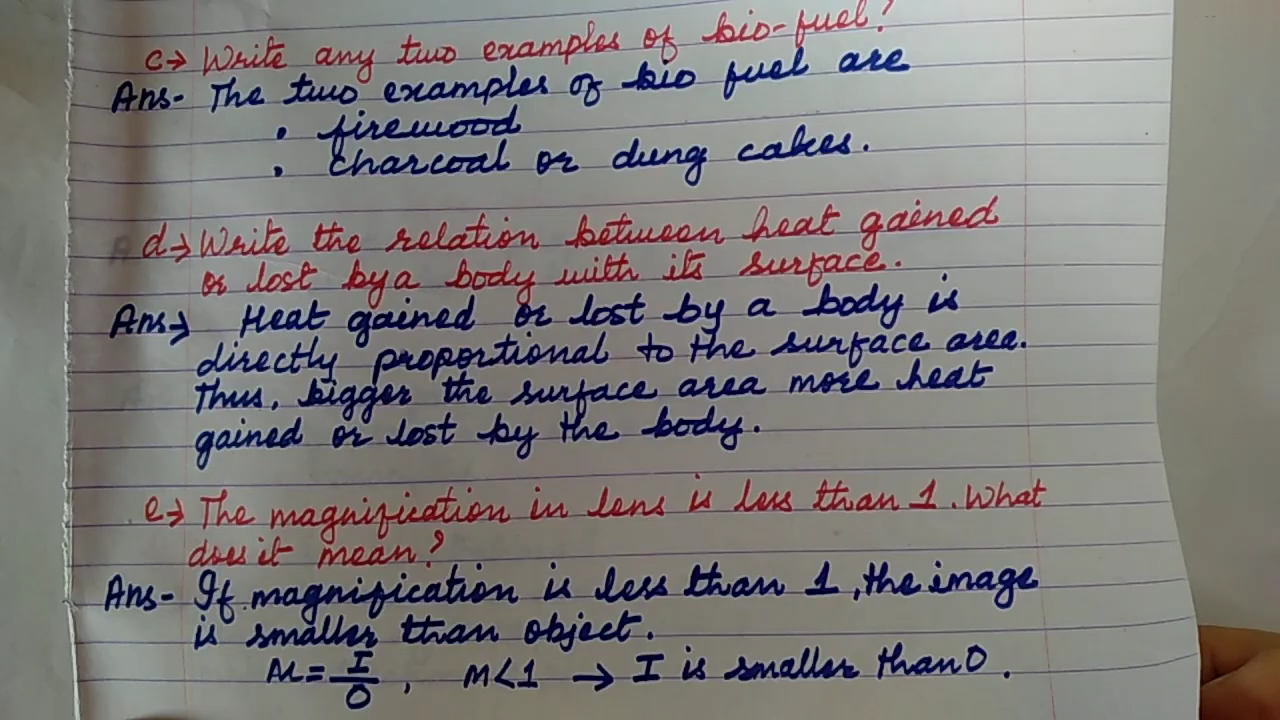 c→ Write any two examples of bio-fuel?
Ans- The two examples of bio fuel are
• firewood
• charcoal or dung cakes.
d→ Write the relation between heat gained
or lost by a body with its surface.
Ans→ Heat gained or lost by a body is
directly proportional to the surface area.
Thus, bigger the surface area more heat
gained or lost by the body.
e→ The magnification in lens is less than 1. What
does it mean?
Ans- If magnification is less than 1, the image
is smaller than object.
M = I/O, M<1 → I is smaller than O.